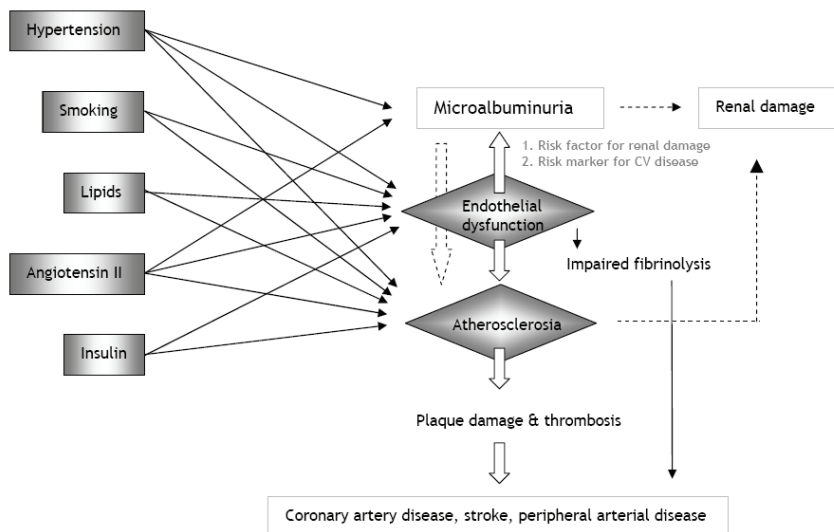 Hypertension
Smoking
Lipids
Angiotensin II
Insulin
Microalbuminuria
Renal damage
1. Risk factor for renal damage
2. Risk marker for CV disease
Endothelial
dysfunction
Impaired fibrinolysis
Atherosclerosia
Plaque damage & thrombosis
Coronary artery disease, stroke, peripheral arterial disease